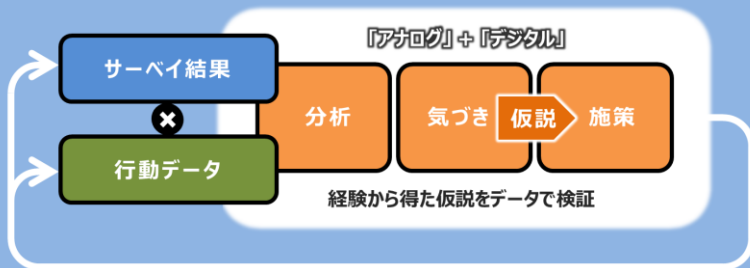 『アナログ』+『デジタル』
サーベイ結果
×
行動データ
分析
気づき
仮説
施策
経験から得た仮説をデータで検証